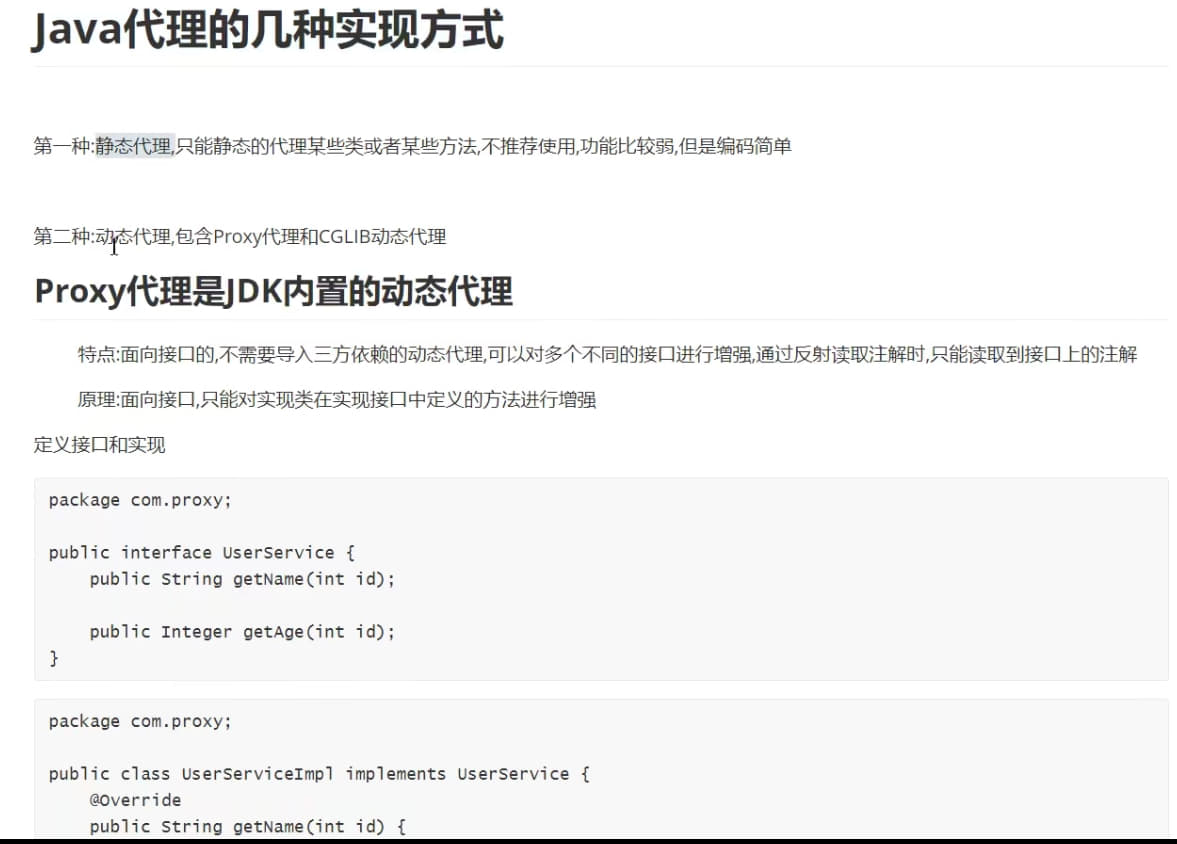 Java代理的几种实现方式
第一种:静态代理,只能静态的代理某些类或者某些方法,不推荐使用,功能比较弱,但是编码简单
第二种:动态代理,包含Proxy代理和CGLIB动态代理
Proxy代理是JDK内置的动态代理
特点:面向接口的,不需要导入三方依赖的动态代理,可以对多个不同的接口进行增强,通过反射读取注解时,只能读取到接口上的注解
原理:面向接口,只能对实现类在实现接口中定义的方法进行增强
定义接口和实现
package com.proxy;
public interface UserService {
    public String getName(int id);
    public Integer getAge(int id);
}
package com.proxy;
public class UserServiceImpl implements UserService {
    @Override
    public String getName(int id) {